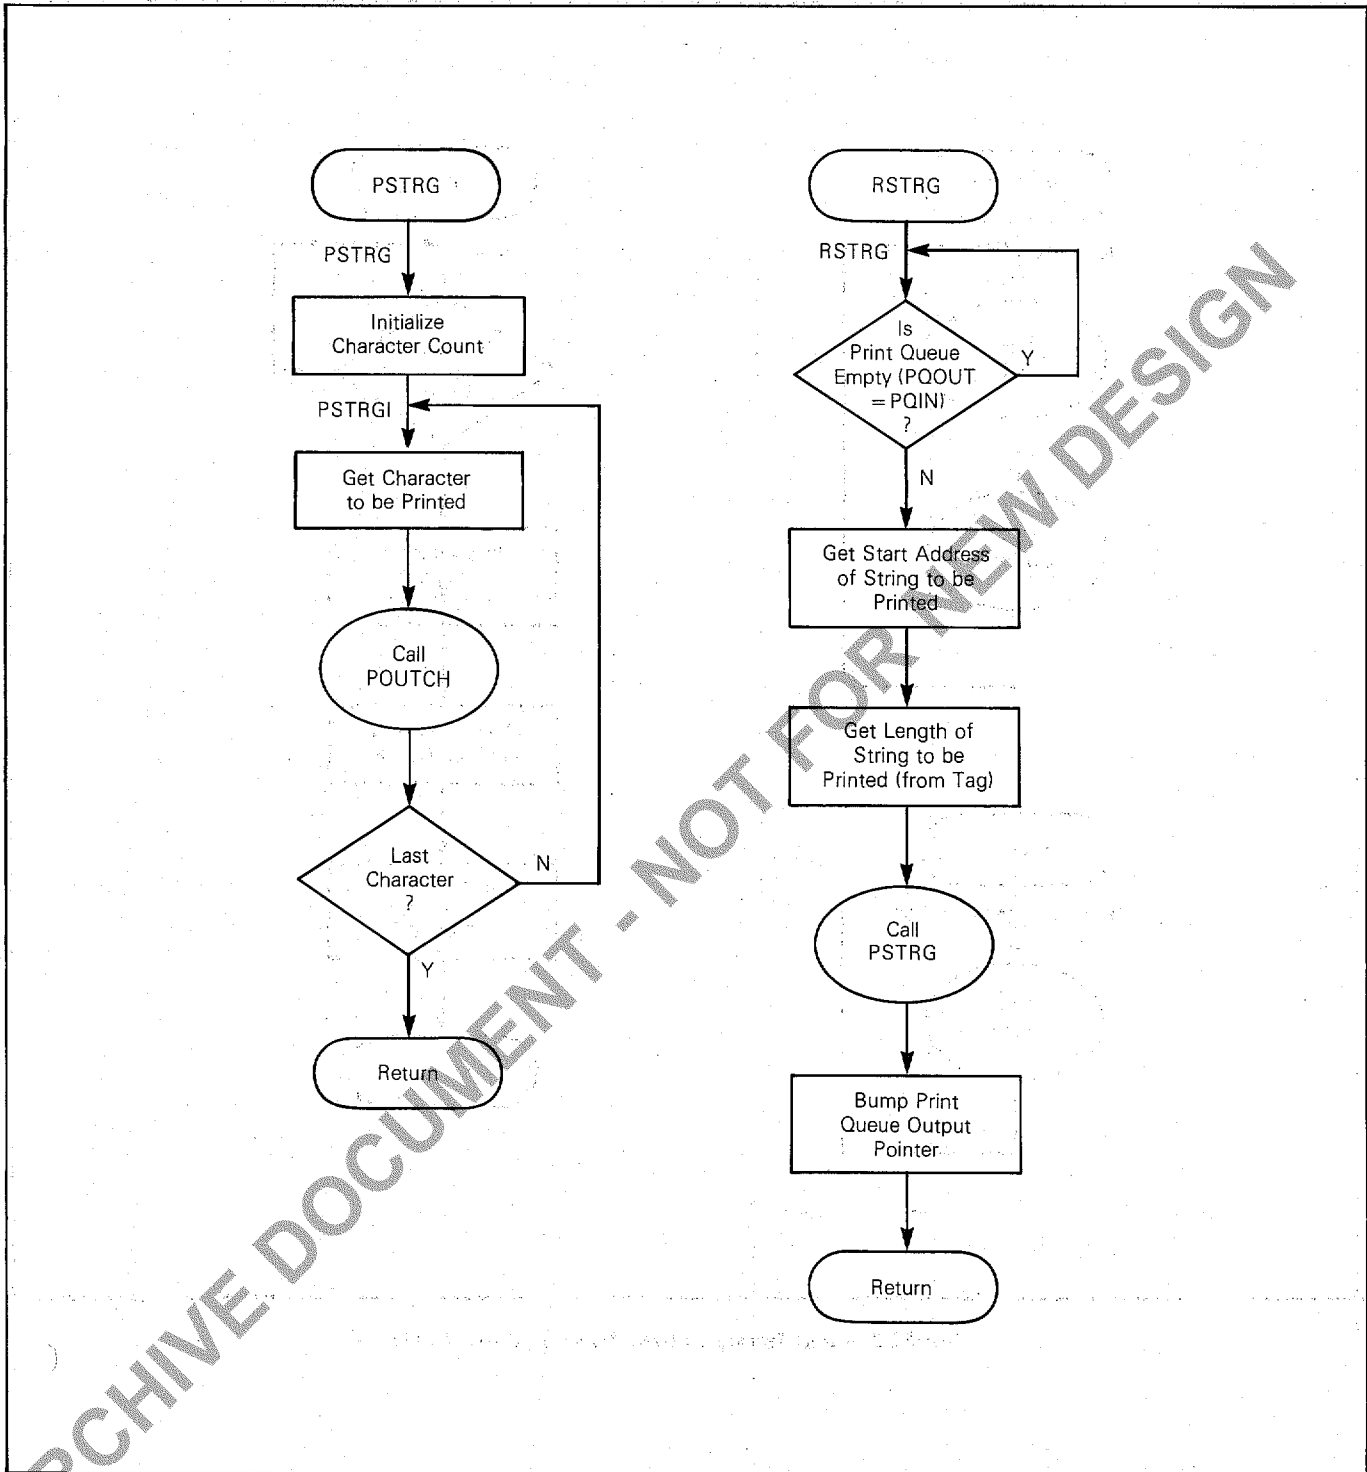 PSTRG
PSTRG
Initialize
Character Count
PSTRGI
Get Character
to be Printed
Call
POUTCH
Last
Character
?
N
Y
Return
RSTRG
RSTRG
Is
Print Queue
Empty (PQOUT
=PQIN)
?
Y
N
Get Start Address
of String to be
Printed
Get Length of
String to be
Printed (from Tag)
Call
PSTRG
Bump Print
Queue Output
Pointer
Return
RCHIVE DOCUMENT - NOT FOR NEW DESIGN